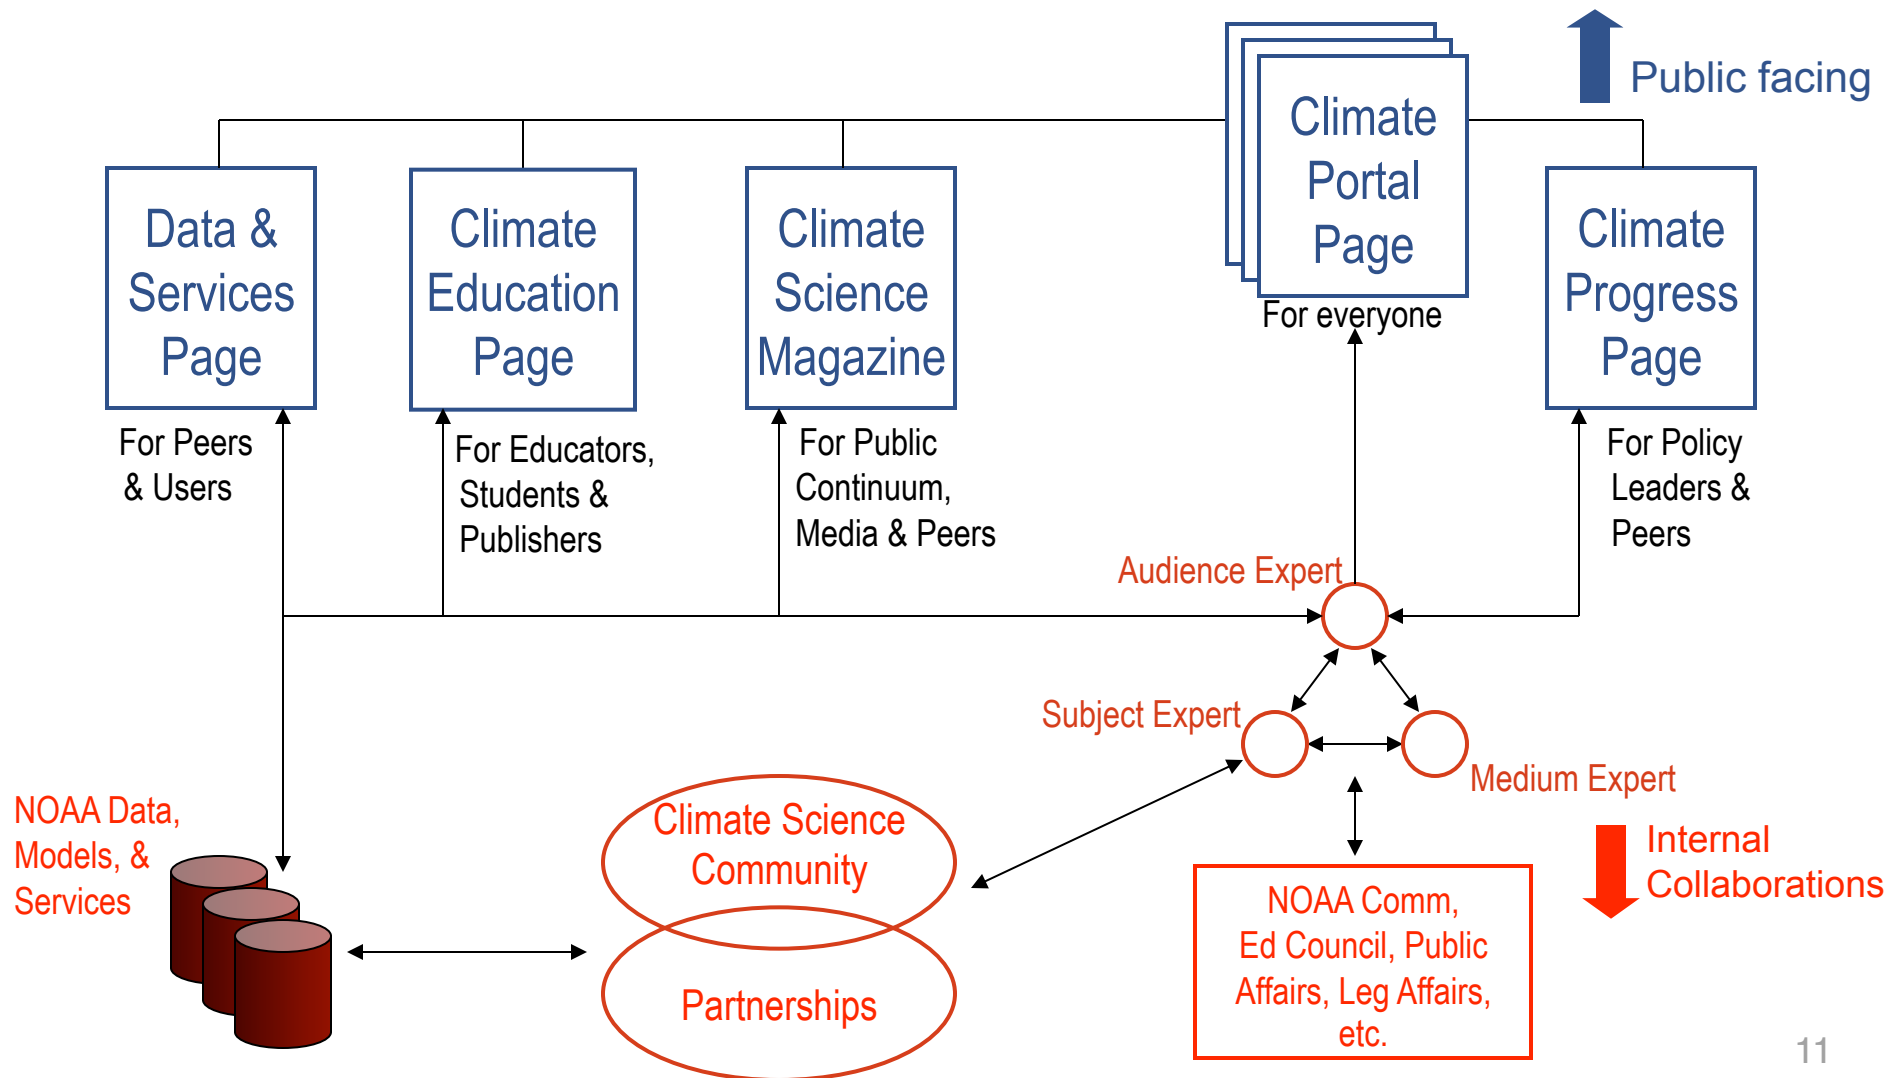 Public facing
Data &
Services
Page
For Peers
& Users
Climate
Education
Page
For Educators,
Students &
Publishers
Climate
Science
Magazine
For Public
Continuum,
Media & Peers
Climate
Portal
Page
For everyone
Climate
Progress
Page
For Policy
Leaders &
Peers
Audience Expert
Subject Expert
Medium Expert
NOAA Data,
Models, &
Services
Climate Science
Community
Partnerships
NOAA Comm,
Ed Council, Public
Affairs, Leg Affairs,
etc.
Internal
Collaborations
11